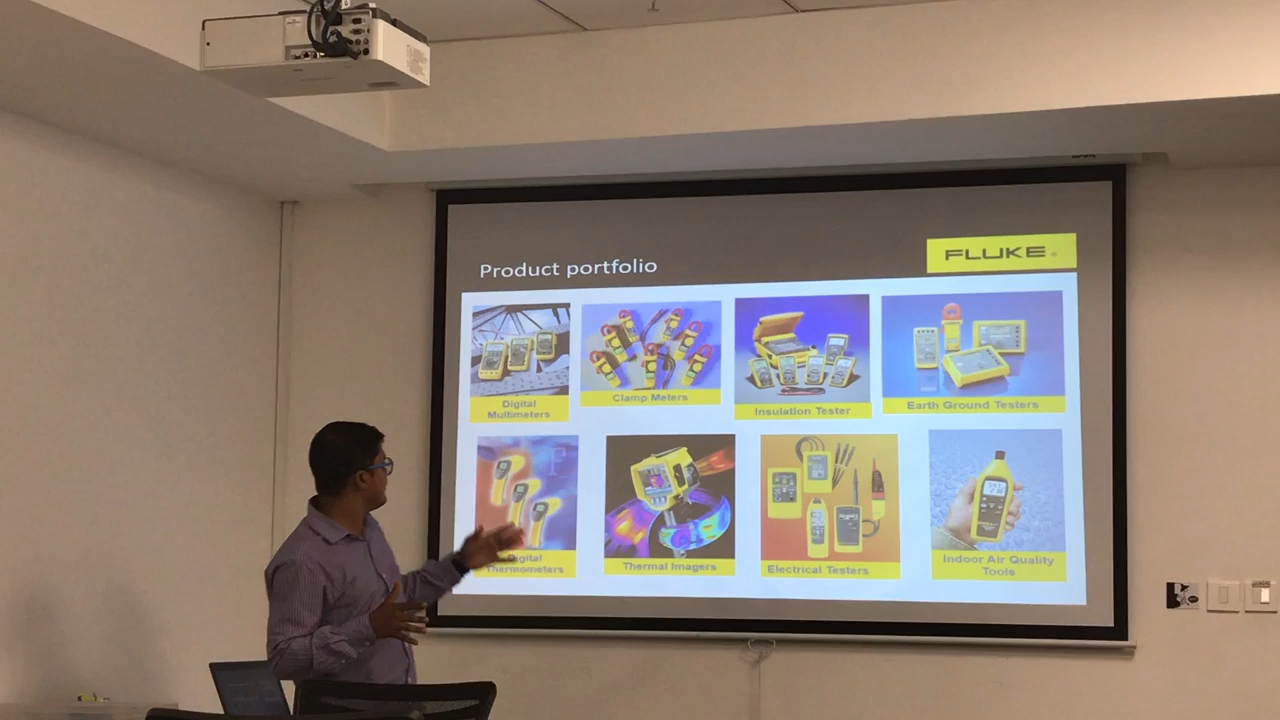 FLUKE
Product portfolio
Digital
Multimeters
Clamp Meters
Insulation Tester
Earth Ground Testers
Digital
Thermometers
Thermal Imagers
Electrical Testers
Indoor Air Quality
Tools